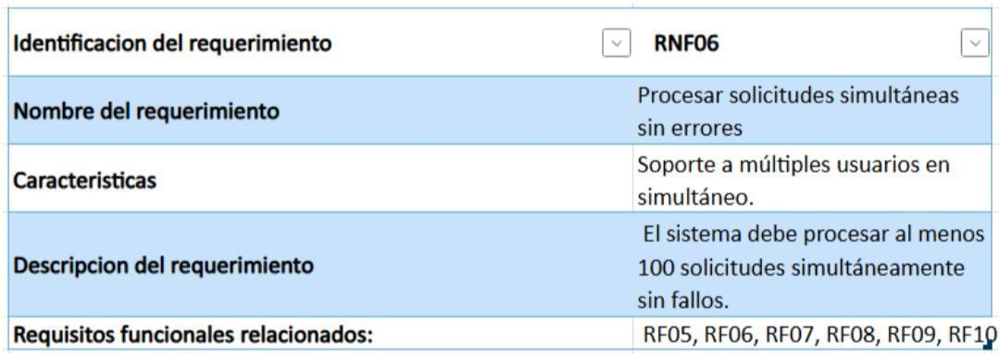 Identificacion del requerimiento RNF06
Nombre del requerimiento
Procesar solicitudes simultáneas
sin errores
Caracteristicas
Soporte a múltiples usuarios en
simultáneo.
Descripcion del requerimiento
El sistema debe procesar al menos
100 solicitudes simultáneamente
sin fallos.
Requisitos funcionales relacionados: RF05, RF06, RF07, RF08, RF09, RF10